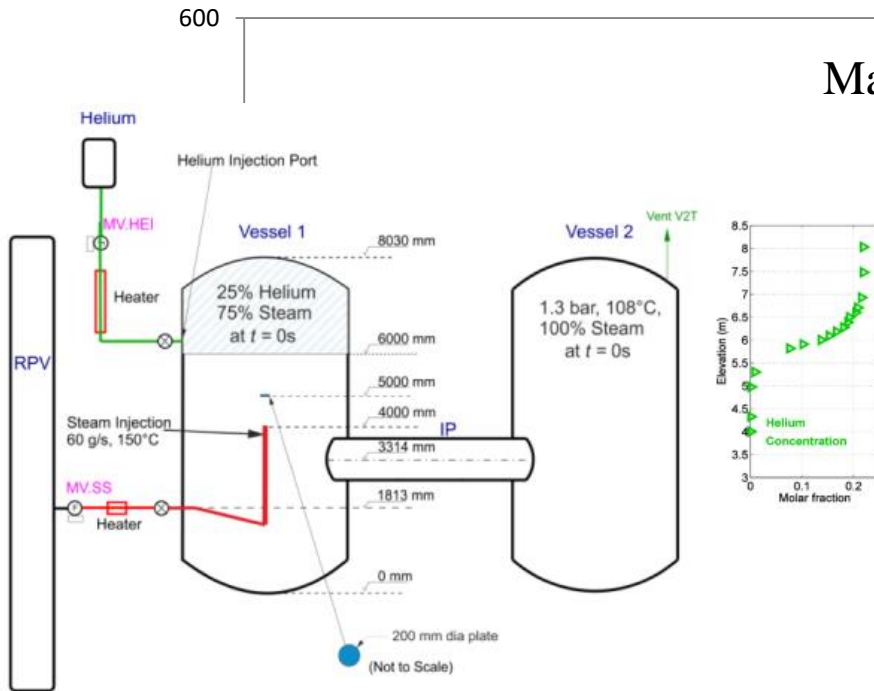 600
Ma
Helium
Helium Injection Port
MV.HEI
Vessel 1
Vessel 2
Vent V2T
8030 mm
Heater
25% Helium
75% Steam
at t = 0s
1.3 bar, 108°C,
100% Steam
at t = 0s
6000 mm
RPV
5000 mm
Steam Injection
60 g/s, 150°C
4000 mm
IP
3314 mm
MV.SS
1813 mm
Heater
0 mm
200 mm dia plate
(Not to Scale)
8.5
8
7.5
7
6.5
6
5.5
5
4.5
4
3.5
3
Elevation (m)
Helium
Concentration
0
0.1
0.2
Molar fraction